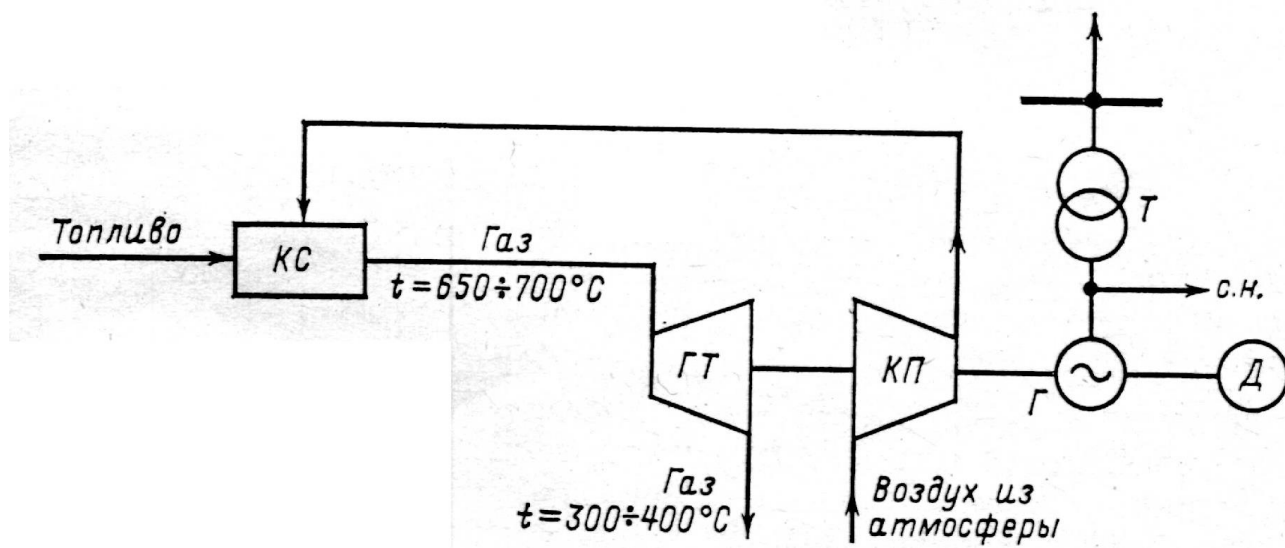 Т
Топливо
КС
Газ
t=650÷700°C
с.н.
ГТ
КП
Г
Д
Газ
t=300÷400°C
Воздух из
атмосферы